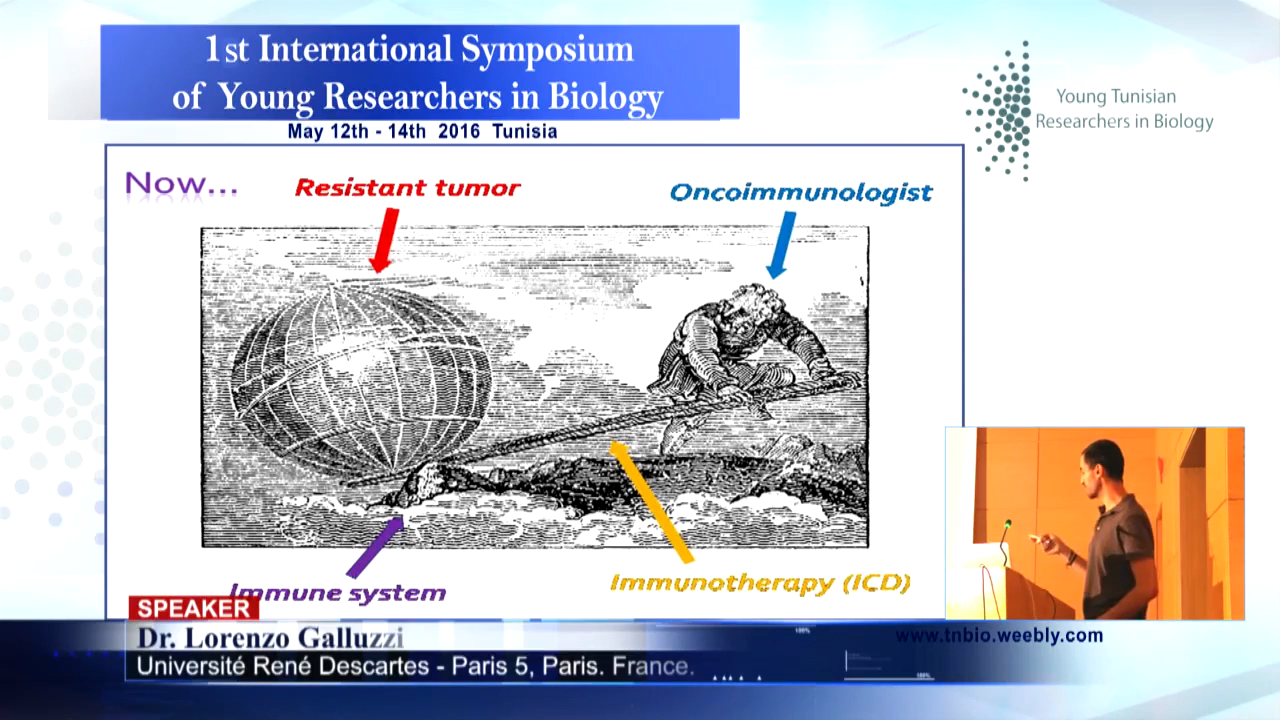 1st International Symposium
of Young Researchers in Biology
May 12th - 14th 2016 Tunisia
Young Tunisian
Researchers in Biology
Now...
Resistant tumor
Oncoimmunologist
Immune system
Immunotherapy (ICD)
SPEAKER
Dr. Lorenzo Galluzzi
Université René Descartes - Paris 5, Paris. France.
www.tnbio.weebly.com
100%
100%